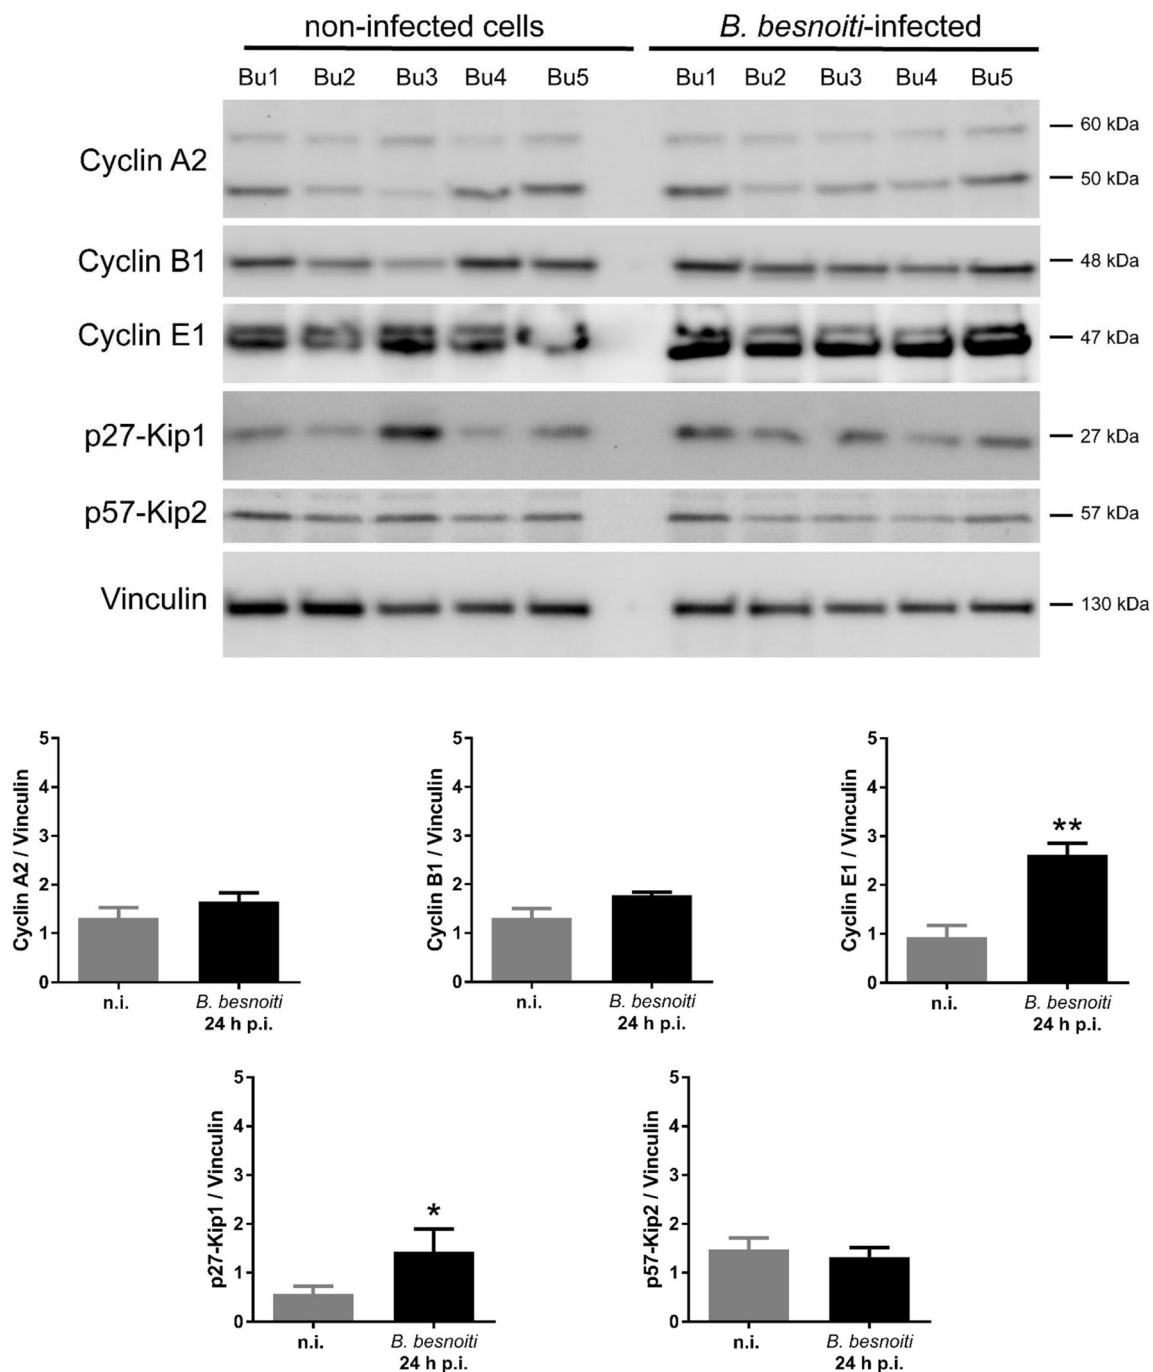 non-infected cells B. besnoiti-infected
Bu1 Bu2 Bu3 Bu4 Bu5 Bu1 Bu2 Bu3 Bu4 Bu5
Cyclin A2 60 kDa
50 kDa
Cyclin B1 48 kDa
Cyclin E1 47 kDa
p27-Kip1 27 kDa
p57-Kip2 57 kDa
Vinculin 130 kDa
Cyclin A2 / Vinculin
5
4
3
2
1
0
n.i. B. besnoiti
24 h p.i.
Cyclin B1 / Vinculin
5
4
3
2
1
0
n.i. B. besnoiti
24 h p.i.
Cyclin E1 / Vinculin
5
4
3
2
1
0
**
n.i. B. besnoiti
24 h p.i.
p27-Kip1 / Vinculin
5
4
3
2
1
0
*
n.i. B. besnoiti
24 h p.i.
p57-Kip2 / Vinculin
5
4
3
2
1
0
n.i. B. besnoiti
24 h p.i.